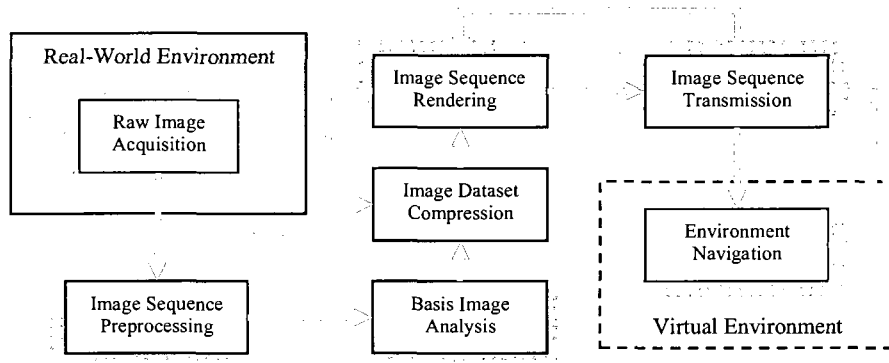 Real-World Environment
Raw Image
Acquisition
Image Sequence
Preprocessing
Image Sequence
Rendering
Image Dataset
Compression
Basis Image
Analysis
Image Sequence
Transmission
Environment
Navigation
Virtual Environment